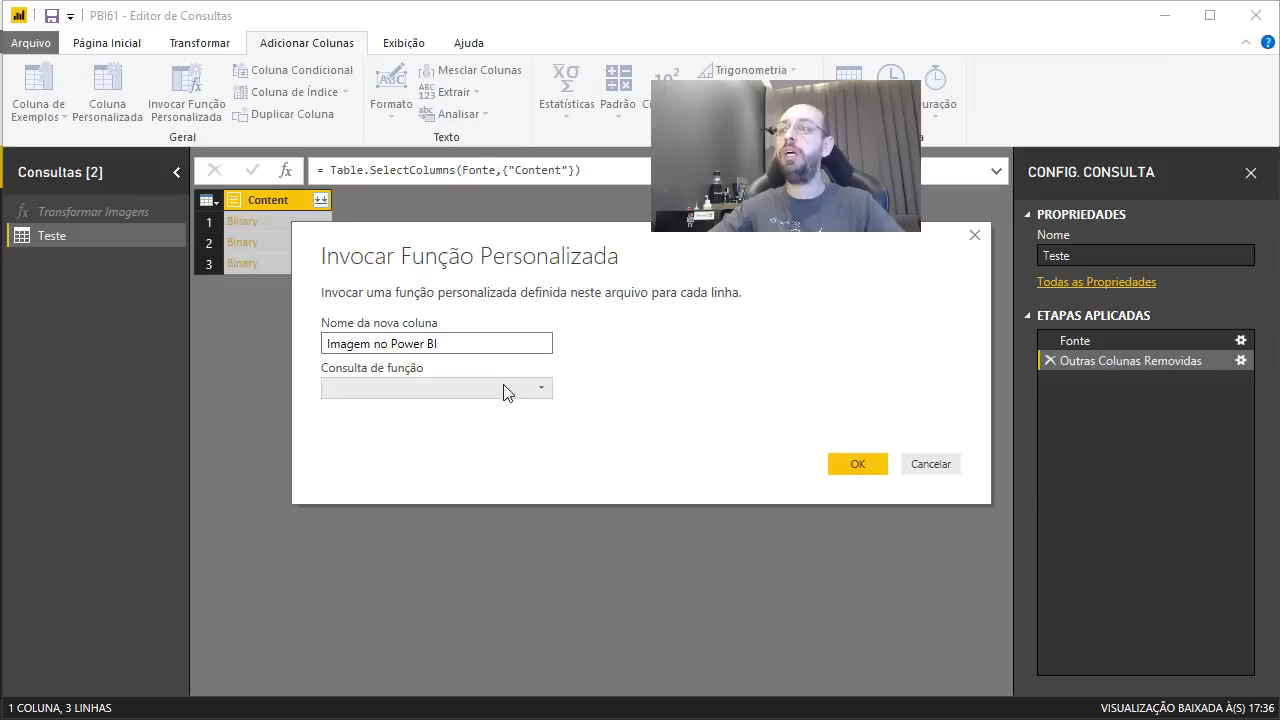 PBI61 - Editor de Consultas
Arquivo
Página Inicial
Transformar
Adicionar Colunas
Exibição
Ajuda
Coluna de Exemplos
Coluna Personalizada
Invocar Função Personalizada
Coluna Condicional
Coluna de Índice
Duplicar Coluna
Geral
Formato
Mesclar Colunas
Extrair
Analisar
Texto
Estatísticas
Padrão
Trigonometria
Consultas [2]
Transformar Imagens
Teste
= Table.SelectColumns(Fonte,{"Content"})
Content
1 Binary
2 Binary
3 Binary
Invocar Função Personalizada
Invocar uma função personalizada definida neste arquivo para cada linha.
Nome da nova coluna
Imagem no Power BI
Consulta de função
OK
Cancelar
CONFIG. CONSULTA
PROPRIEDADES
Nome
Teste
Todas as Propriedades
ETAPAS APLICADAS
Fonte
Outras Colunas Removidas
1 COLUNA, 3 LINHAS
VISUALIZAÇÃO BAIXADA À(S) 17:36